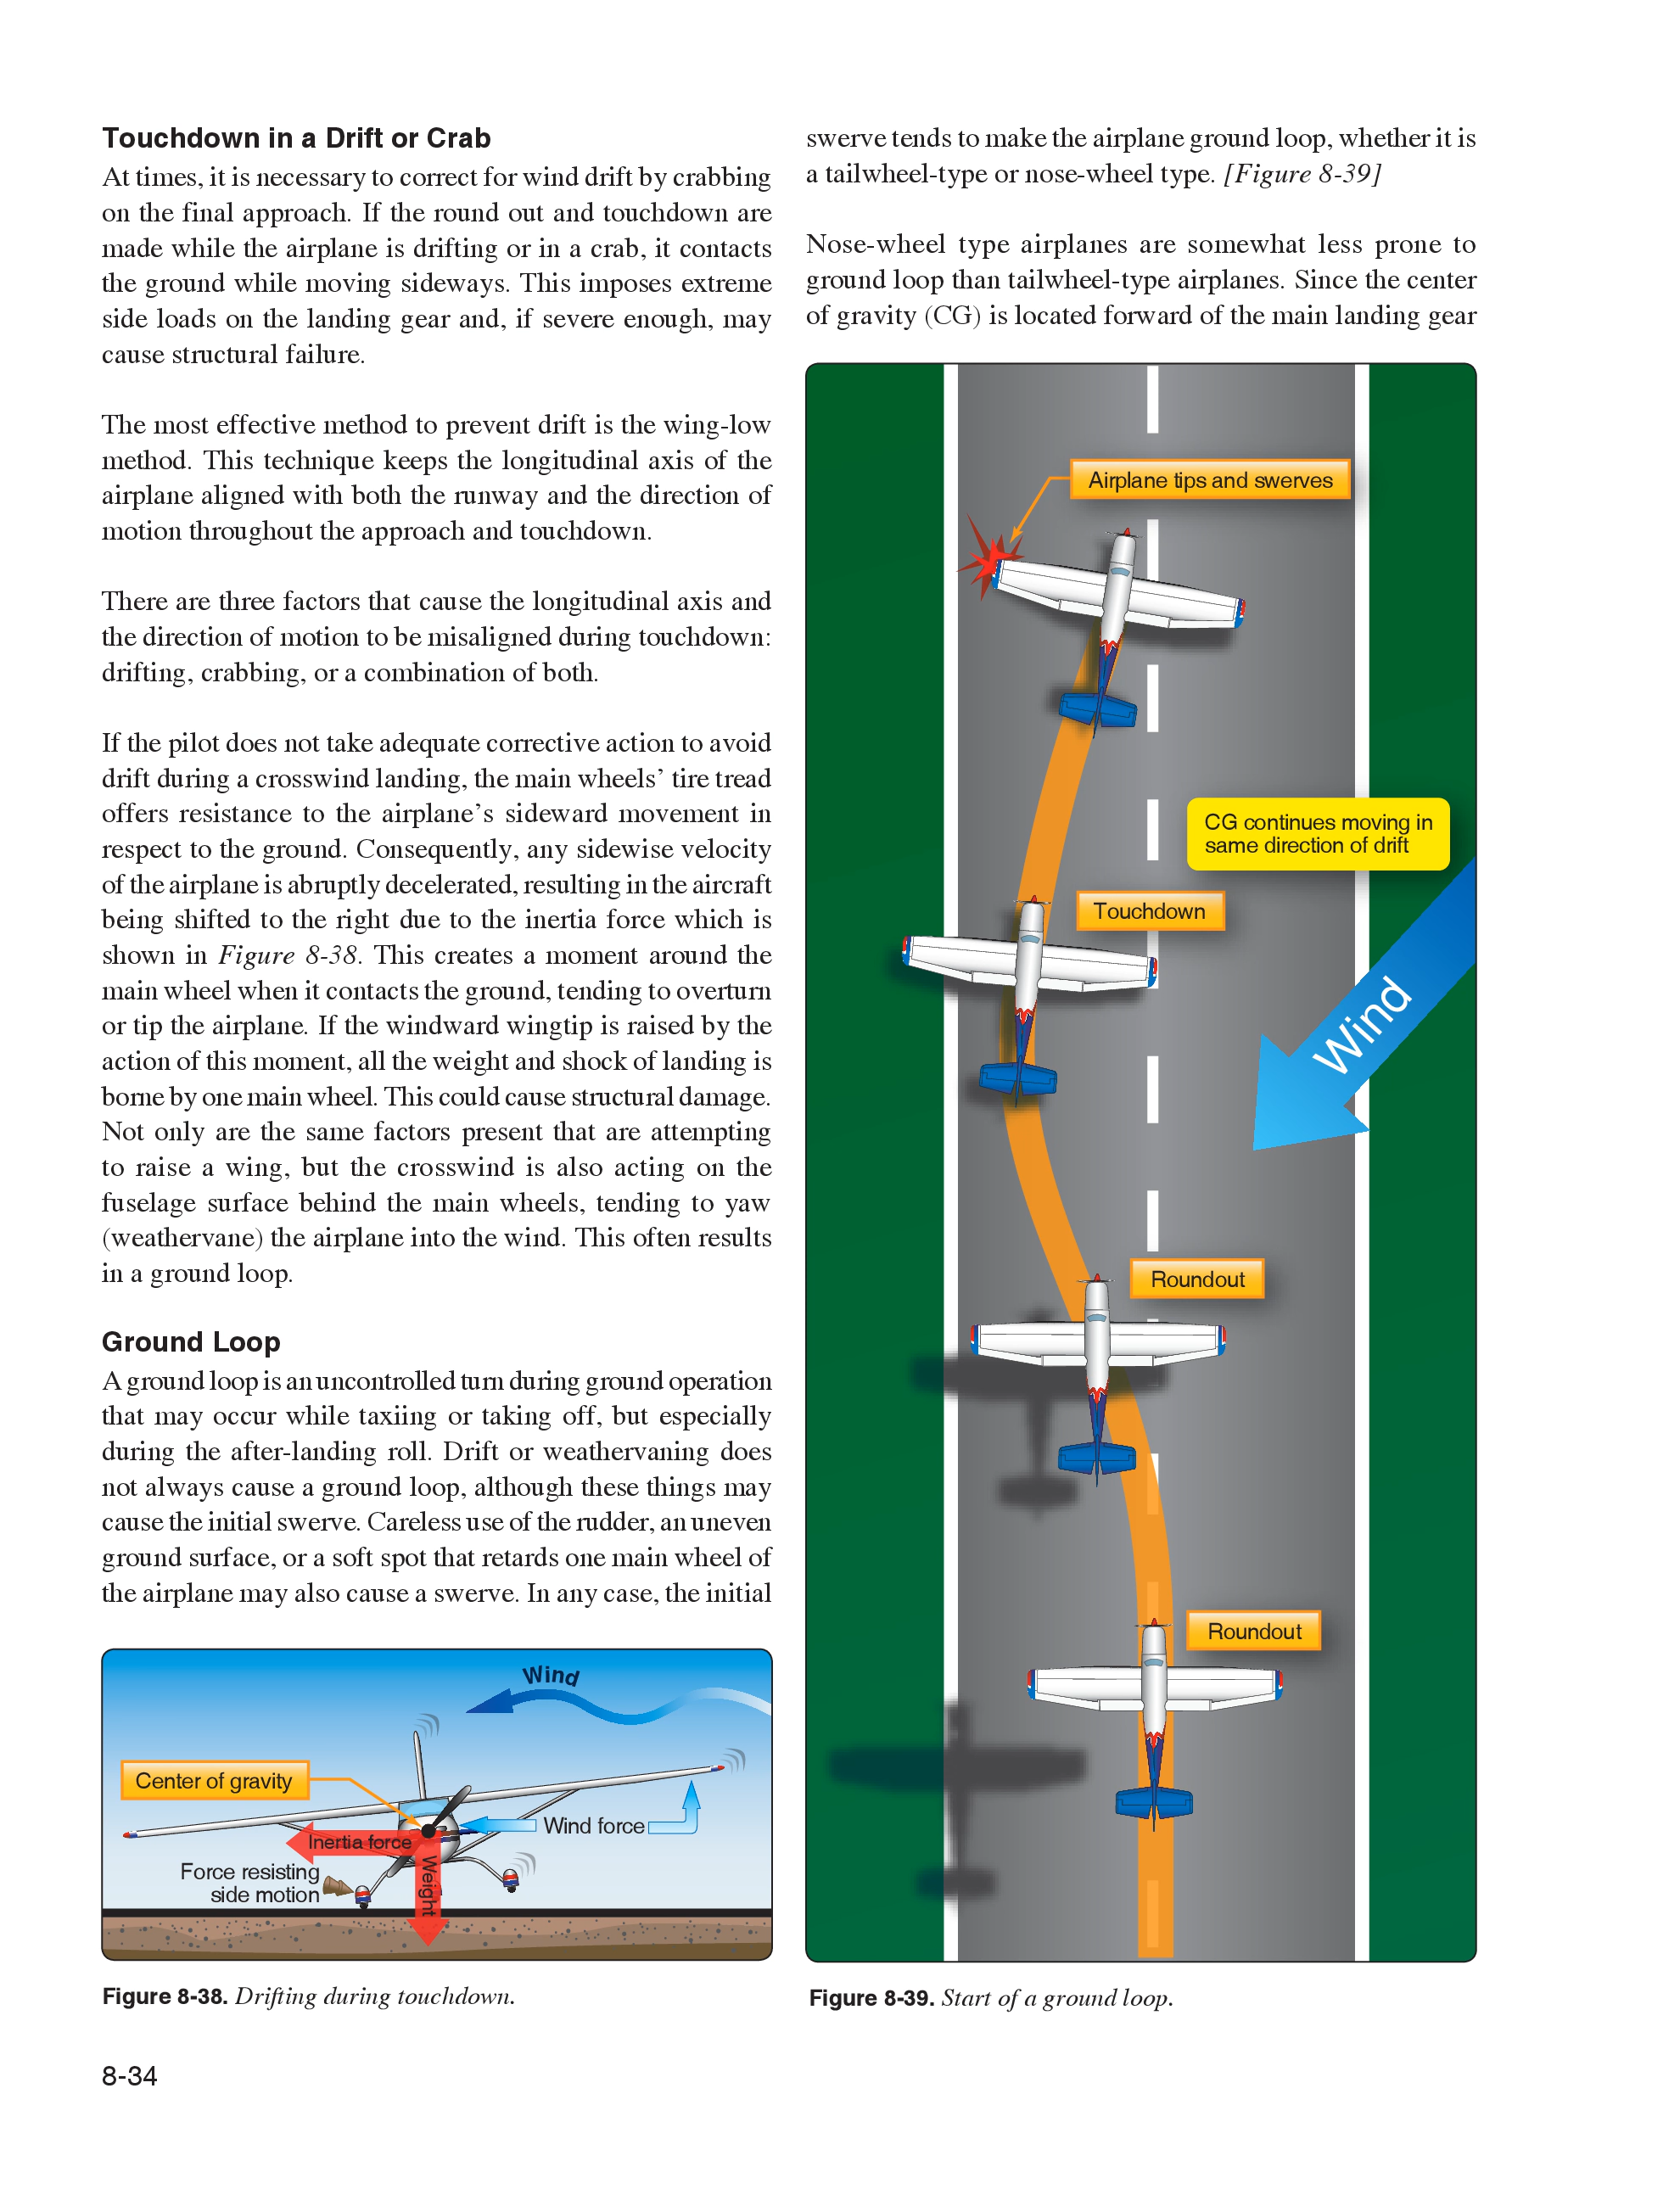 Touchdown in a Drift or Crab
At times, it is necessary to correct for wind drift by crabbing
on the final approach. If the round out and touchdown are
made while the airplane is drifting or in a crab, it contacts
the ground while moving sideways. This imposes extreme
side loads on the landing gear and, if severe enough, may
cause structural failure.
The most effective method to prevent drift is the wing-low
method. This technique keeps the longitudinal axis of the
airplane aligned with both the runway and the direction of
motion throughout the approach and touchdown.
There are three factors that cause the longitudinal axis and
the direction of motion to be misaligned during touchdown:
drifting, crabbing, or a combination of both.
If the pilot does not take adequate corrective action to avoid
drift during a crosswind landing, the main wheels’ tire tread
offers resistance to the airplane’s sideward movement in
respect to the ground. Consequently, any sidewise velocity
of the airplane is abruptly decelerated, resulting in the aircraft
being shifted to the right due to the inertia force which is
shown in Figure 8-38. This creates a moment around the
main wheel when it contacts the ground, tending to overturn
or tip the airplane. If the windward wingtip is raised by the
action of this moment, all the weight and shock of landing is
borne by one main wheel. This could cause structural damage.
Not only are the same factors present that are attempting
to raise a wing, but the crosswind is also acting on the
fuselage surface behind the main wheels, tending to yaw
(weathervane) the airplane into the wind. This often results
in a ground loop.
Ground Loop
A ground loop is an uncontrolled turn during ground operation
that may occur while taxiing or taking off, but especially
during the after-landing roll. Drift or weathervaning does
not always cause a ground loop, although these things may
cause the initial swerve. Careless use of the rudder, an uneven
ground surface, or a soft spot that retards one main wheel of
the airplane may also cause a swerve. In any case, the initial
Wind
Center of gravity
Wind force
Inertia force
Force resisting
side motion
Weight
Figure 8-38. Drifting during touchdown.
swerve tends to make the airplane ground loop, whether it is
a tailwheel-type or nose-wheel type. [Figure 8-39]
Nose-wheel type airplanes are somewhat less prone to
ground loop than tailwheel-type airplanes. Since the center
of gravity (CG) is located forward of the main landing gear
Airplane tips and swerves
CG continues moving in
same direction of drift
Touchdown
Wind
Roundout
Roundout
Figure 8-39. Start of a ground loop.
8-34